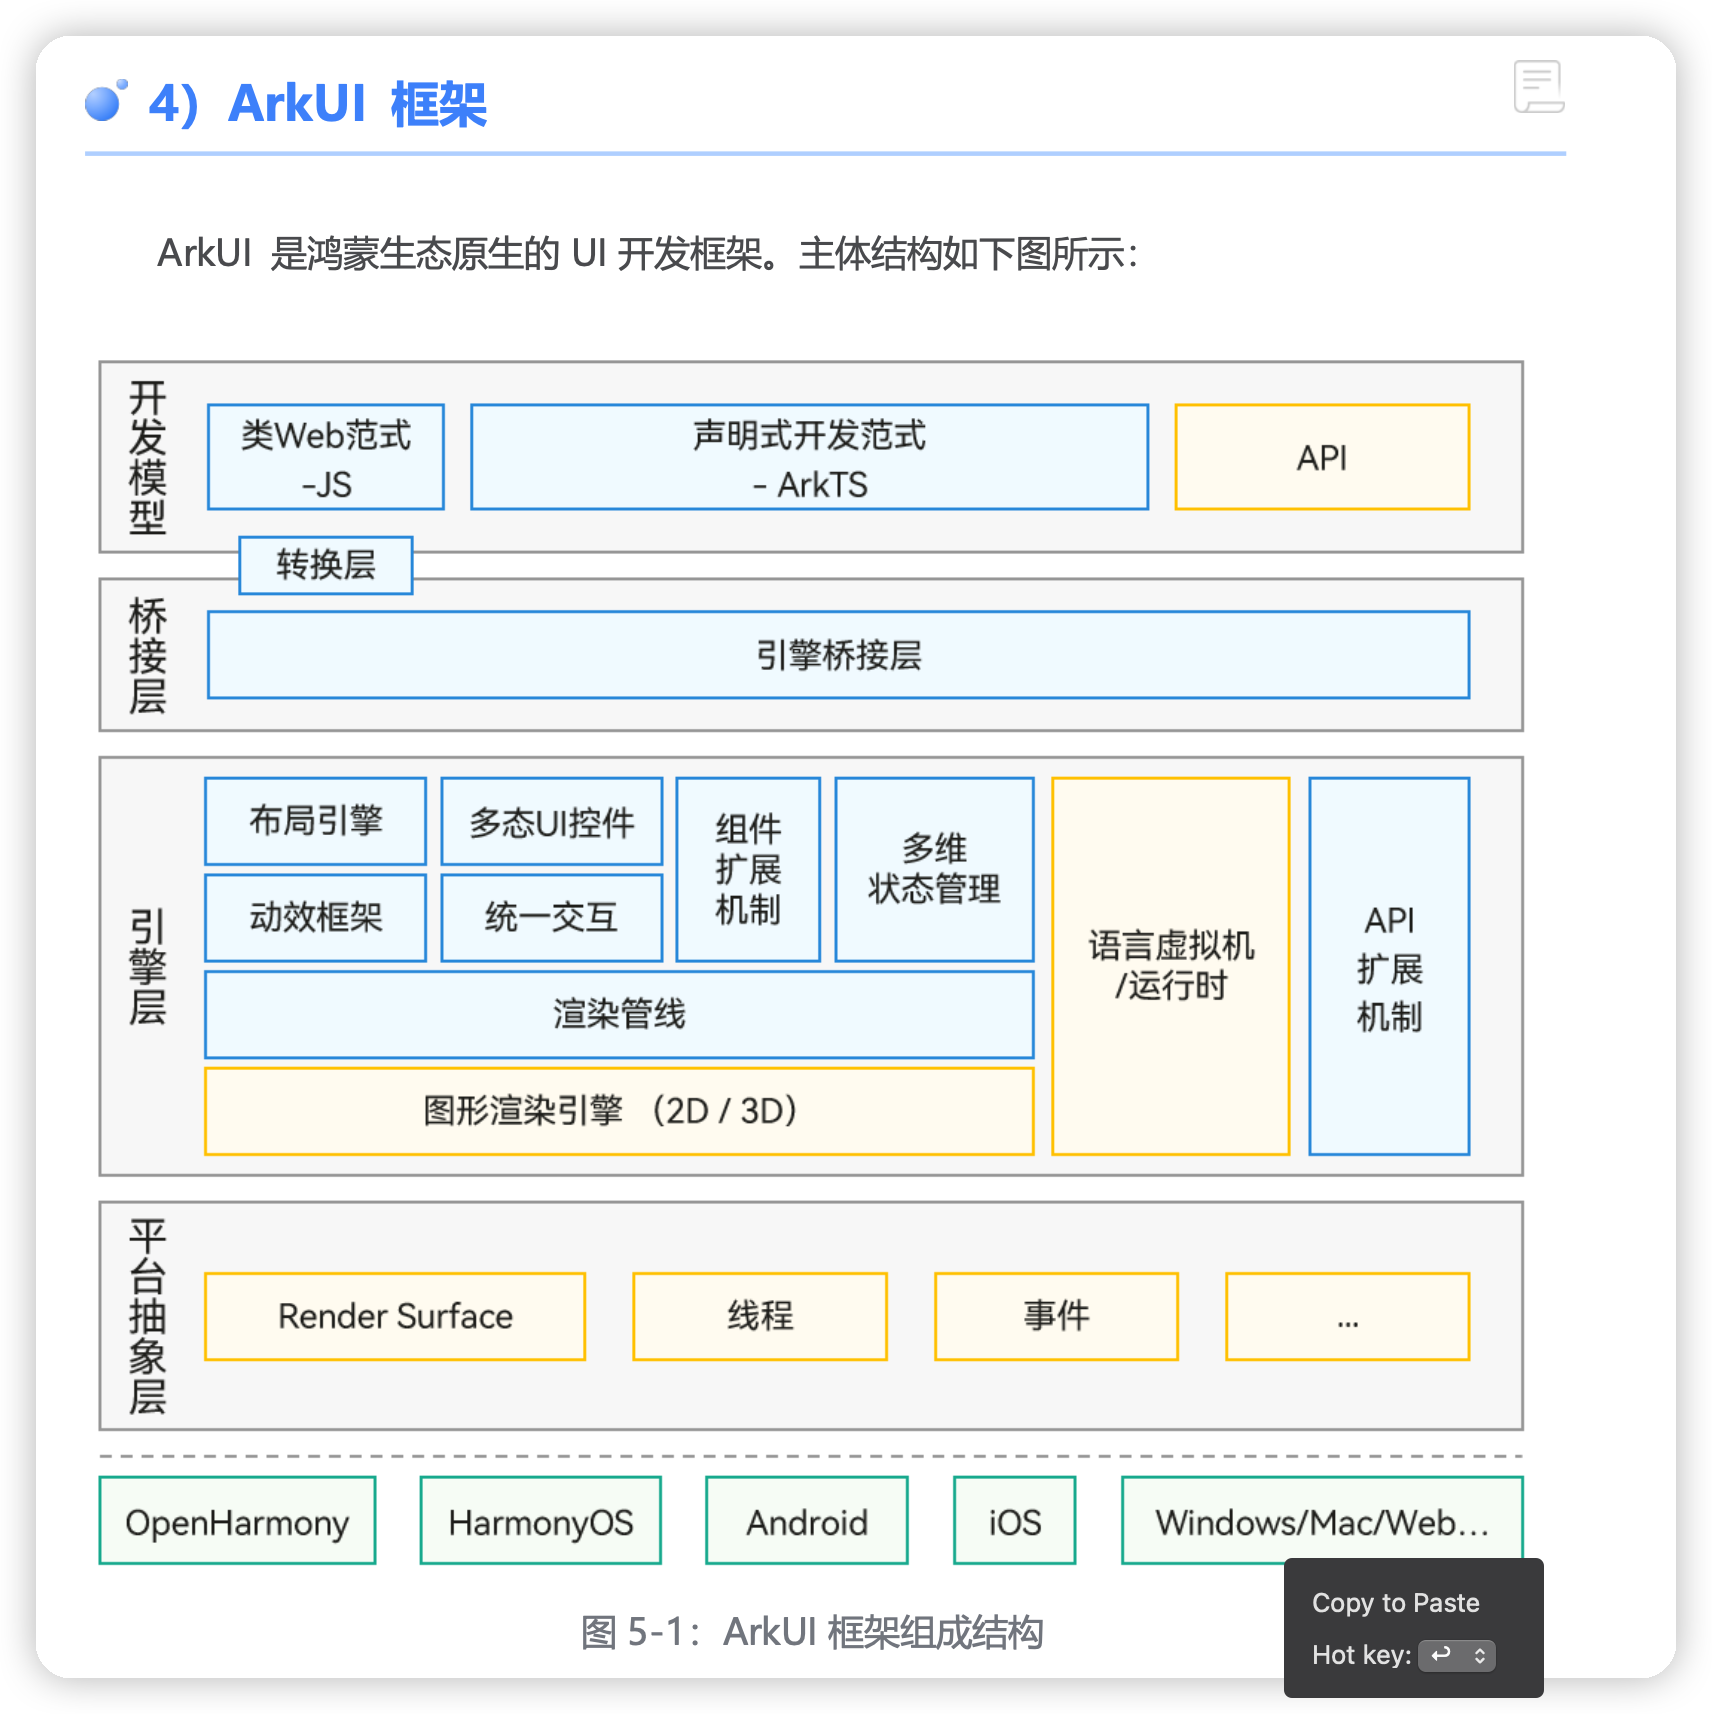 4）ArkUI 框架
ArkUI 是鸿蒙生态原生的 UI 开发框架。主体结构如下图所示：
开发模型
类Web范式
-JS
声明式开发范式
- ArkTS
API
转换层
桥接层
引擎桥接层
引擎层
布局引擎
多态UI控件
组件
扩展
机制
多维
状态管理
动效框架
统一交互
渲染管线
图形渲染引擎 （2D / 3D）
语言虚拟机
/运行时
API
扩展
机制
平台抽象层
Render Surface
线程
事件
...
OpenHarmony
HarmonyOS
Android
iOS
Windows/Mac/Web...
图 5-1：ArkUI 框架组成结构
Copy to Paste
Hot key: